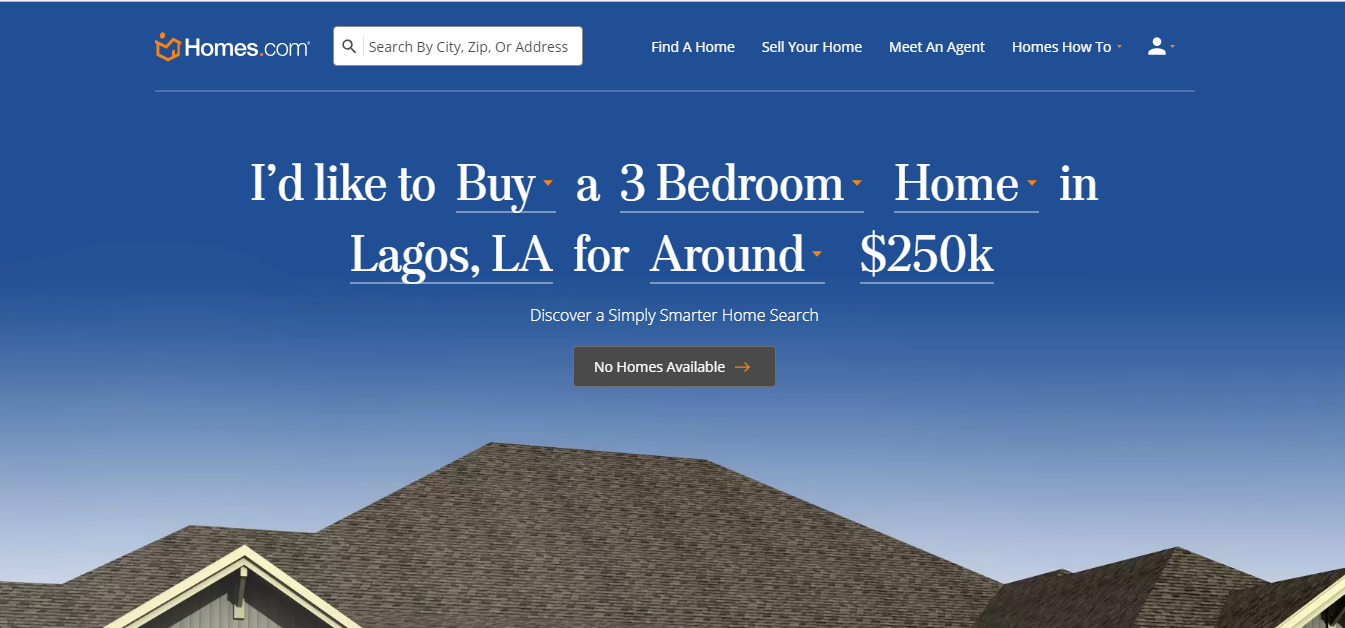 Homes.com
Search By City, Zip, Or Address
Find A Home
Sell Your Home
Meet An Agent
Homes How To
I’d like to Buy a 3 Bedroom Home in
Lagos, LA for Around $250k
Discover a Simply Smarter Home Search
No Homes Available →